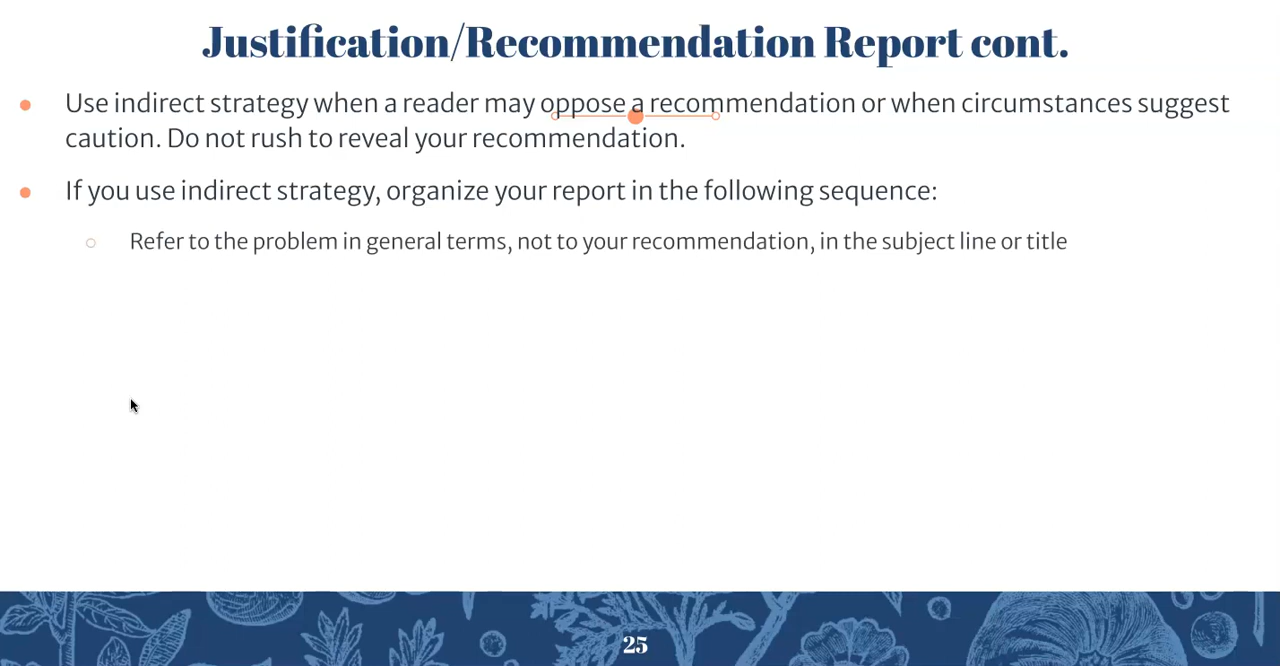 Justification/Recommendation Report cont.
Use indirect strategy when a reader may oppose a recommendation or when circumstances suggest
caution. Do not rush to reveal your recommendation.
If you use indirect strategy, organize your report in the following sequence:
Refer to the problem in general terms, not to your recommendation, in the subject line or title
25